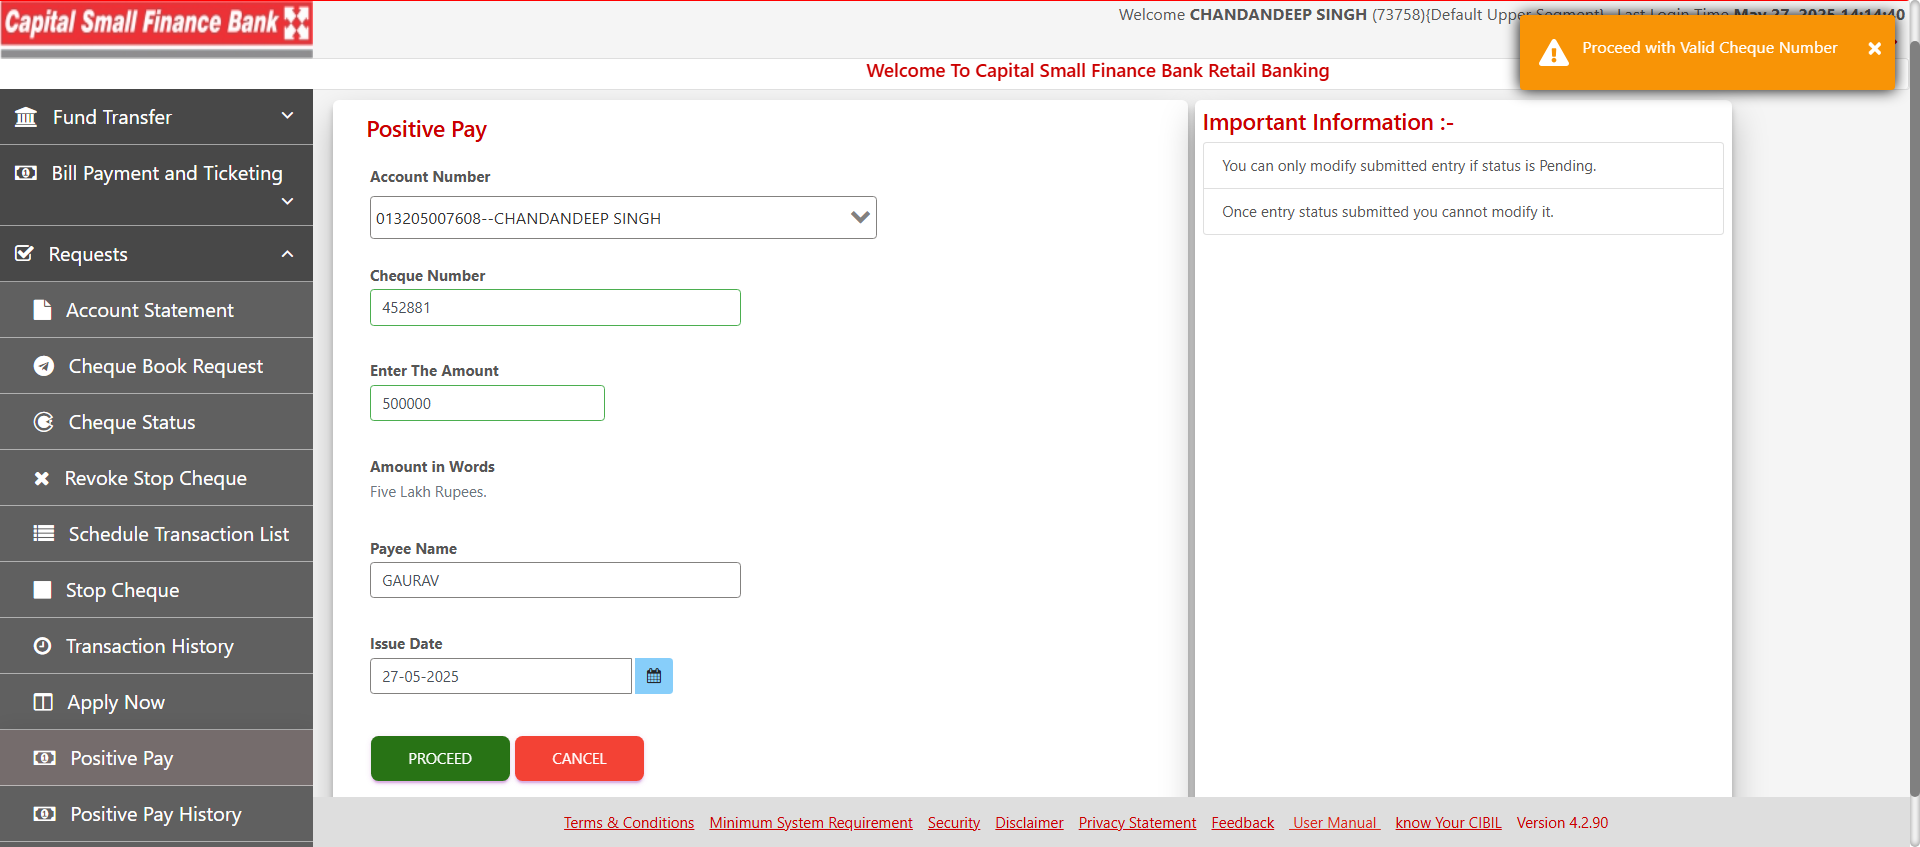 Capital Small Finance Bank
Welcome CHANDANDEEP SINGH (73758){Default Upper Segment} Last Login Time May 27, 2025 14:14:40
Proceed with Valid Cheque Number
Welcome To Capital Small Finance Bank Retail Banking
Fund Transfer
Bill Payment and Ticketing
Requests
Account Statement
Cheque Book Request
Cheque Status
Revoke Stop Cheque
Schedule Transaction List
Stop Cheque
Transaction History
Apply Now
Positive Pay
Positive Pay History
Positive Pay
Account Number
013205007608--CHANDANDEEP SINGH
Cheque Number
452881
Enter The Amount
500000
Amount in Words
Five Lakh Rupees.
Payee Name
GAURAV
Issue Date
27-05-2025
PROCEED CANCEL
Important Information :-
You can only modify submitted entry if status is Pending.
Once entry status submitted you cannot modify it.
Terms & Conditions Minimum System Requirement Security Disclaimer Privacy Statement Feedback User Manual know Your CIBIL Version 4.2.90